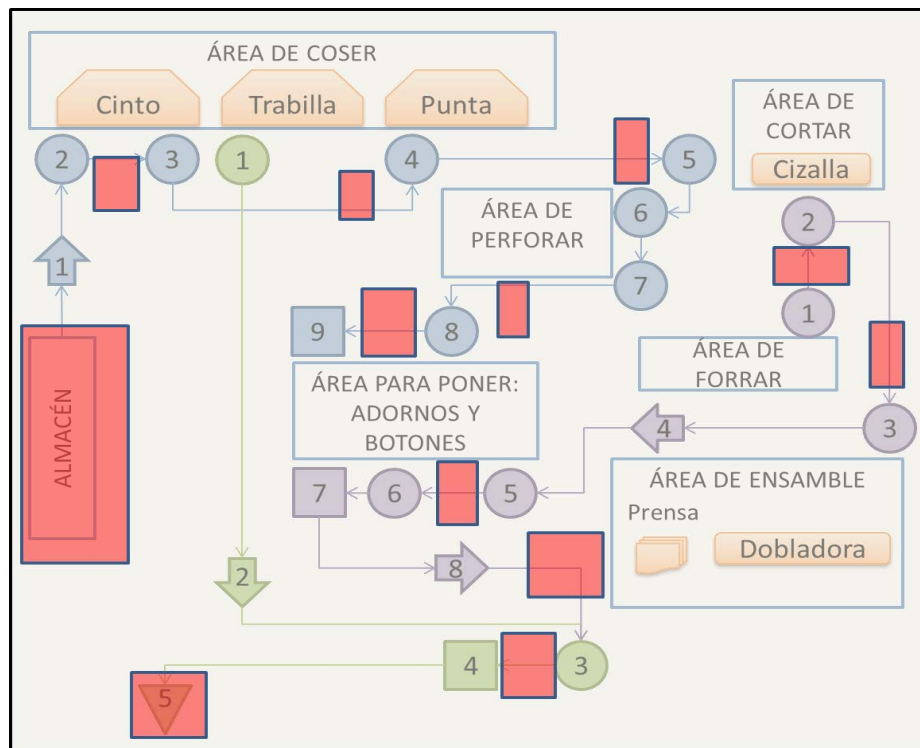 ÁREA DE COSER
Cinto
Trabilla
Punta
ÁREA DE
CORTAR
Cizalla
2
3
1
4
5
ÁREA DE
PERFORAR
6
2
1
7
1
9
8
ÁREA DE
FORRAR
ALMACÉN
ÁREA PARA PONER:
ADORNOS Y
BOTONES
4
3
7
6
5
ÁREA DE ENSAMBLE
Prensa
Dobladora
2
8
4
3
5